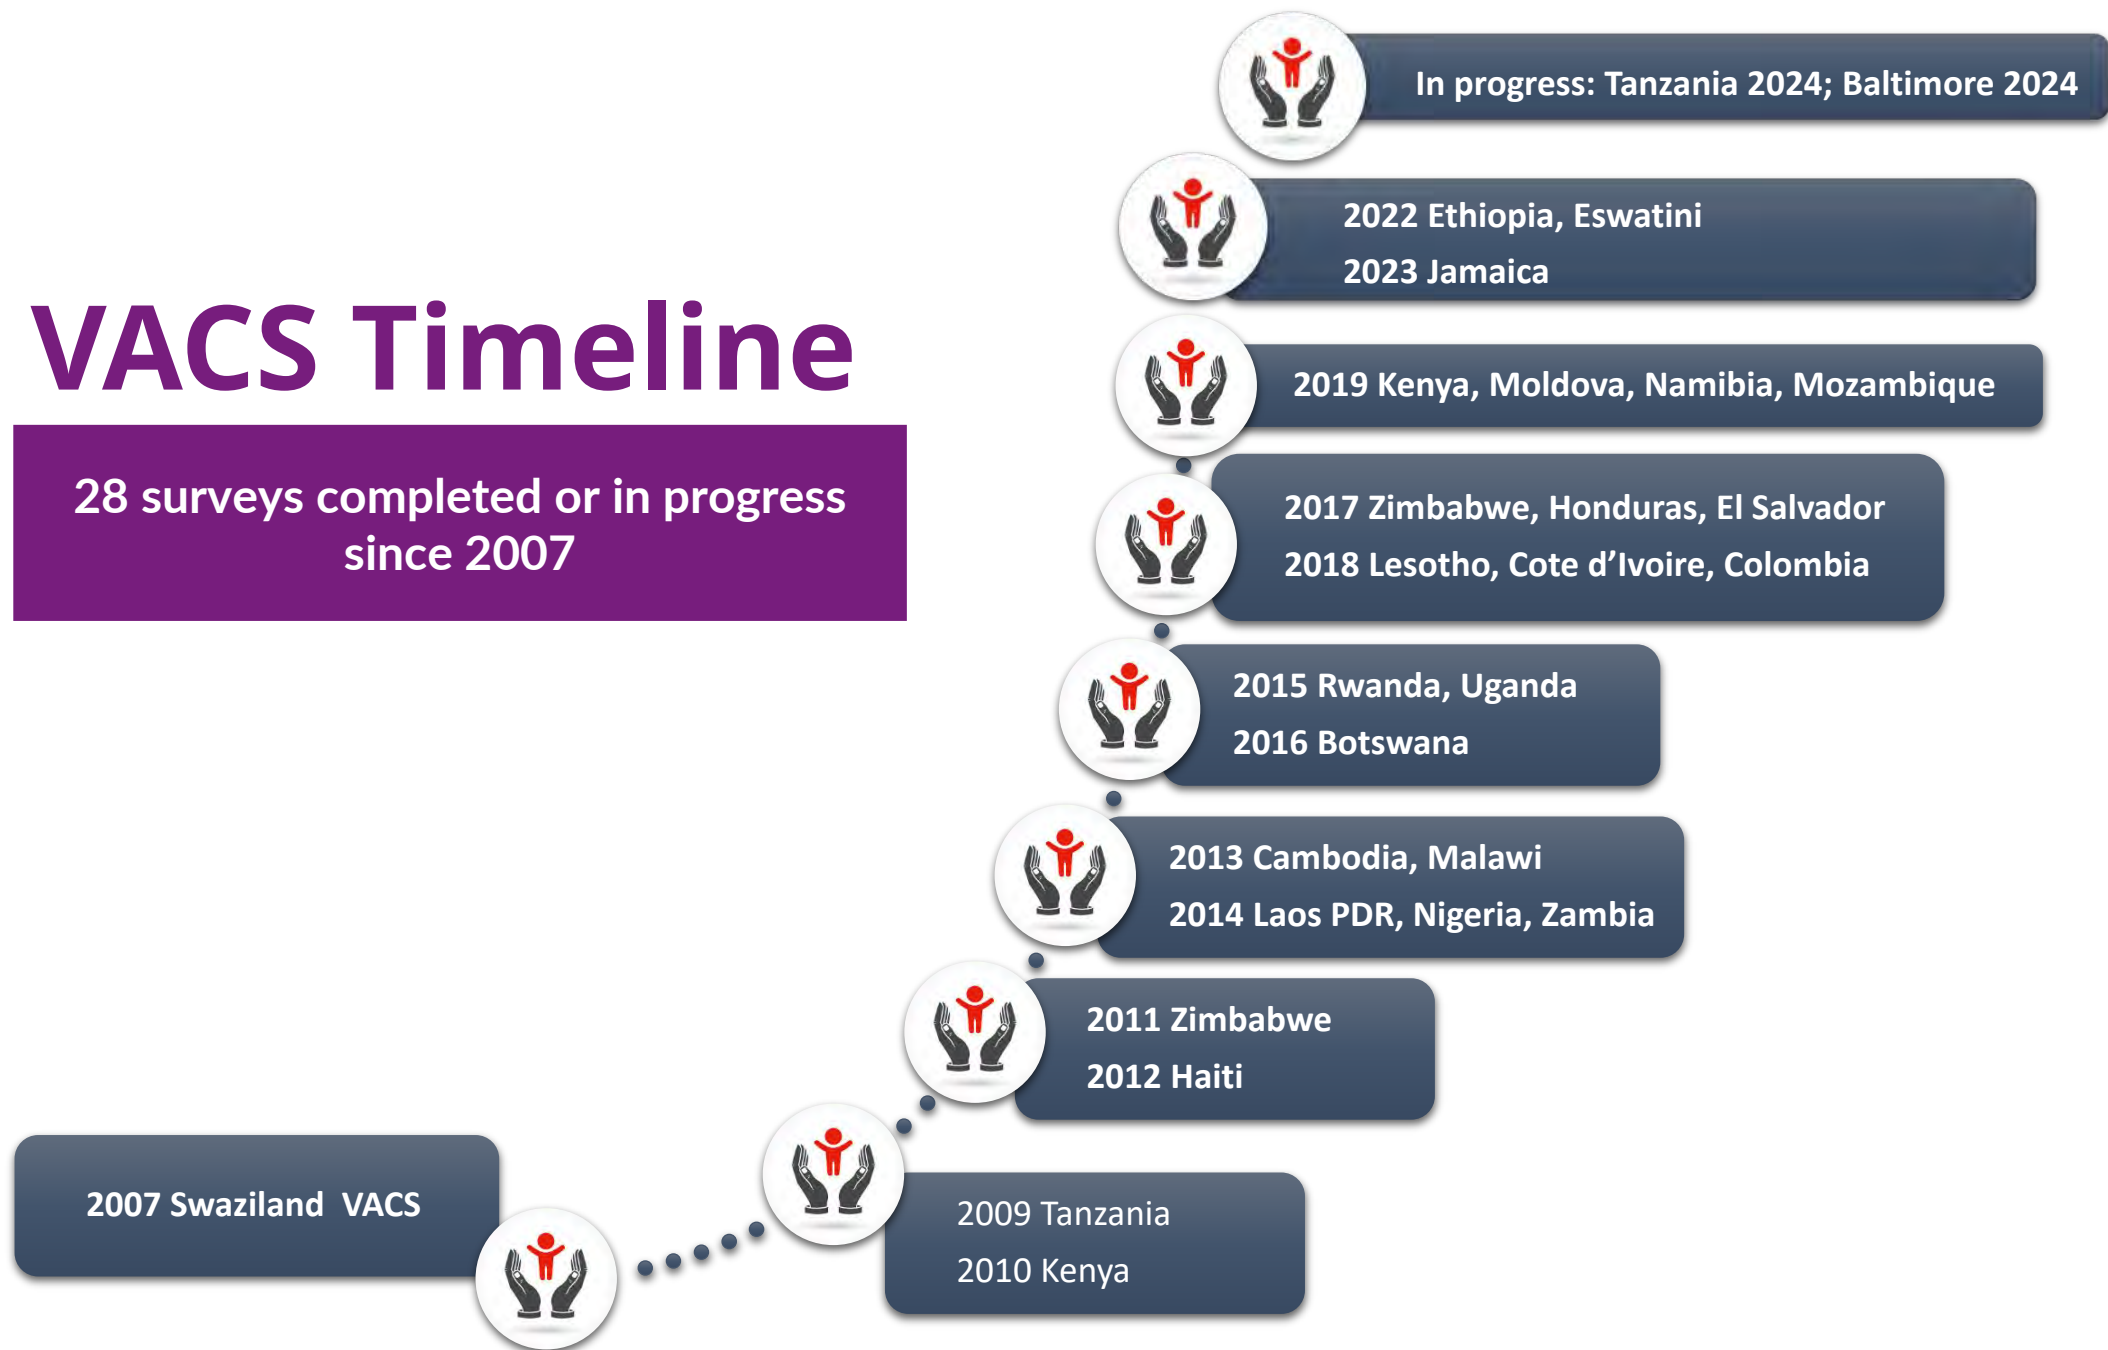 VACS Timeline
28 surveys completed or in progress
since 2007
In progress: Tanzania 2024; Baltimore 2024
2022 Ethiopia, Eswatini
2023 Jamaica
2019 Kenya, Moldova, Namibia, Mozambique
2017 Zimbabwe, Honduras, El Salvador
2018 Lesotho, Cote d’Ivoire, Colombia
2015 Rwanda, Uganda
2016 Botswana
2013 Cambodia, Malawi
2014 Laos PDR, Nigeria, Zambia
2011 Zimbabwe
2012 Haiti
2009 Tanzania
2010 Kenya
2007 Swaziland  VACS